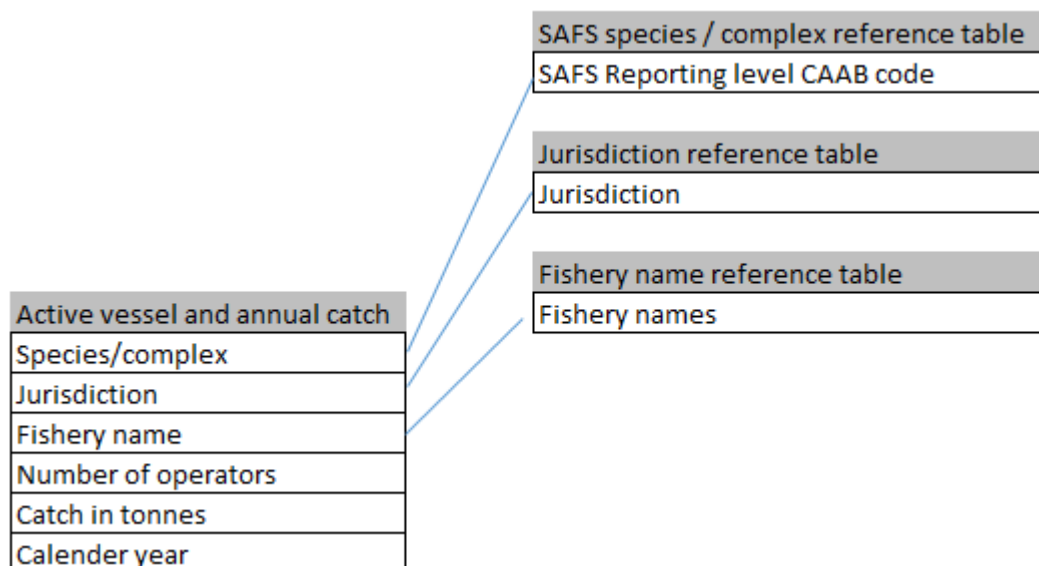 SAFS species / complex reference table
SAFS Reporting level CAAB code
Jurisdiction reference table
Jurisdiction
Fishery name reference table
Fishery names
Active vessel and annual catch
Species/complex
Jurisdiction
Fishery name
Number of operators
Catch in tonnes
Calender year